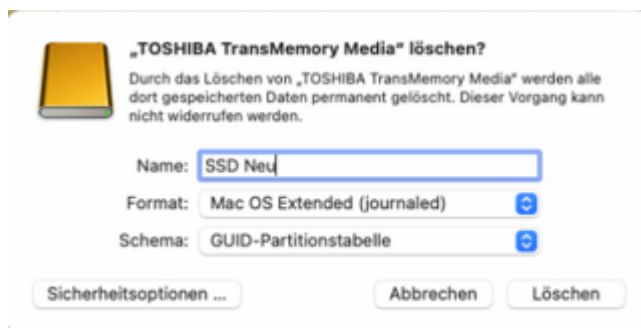 „TOSHIBA TransMemory Media“ löschen?
Durch das Löschen von „TOSHIBA TransMemory Media“ werden alle
dort gespeicherten Daten permanent gelöscht. Dieser Vorgang kann
nicht widerrufen werden.
Name: SSD Neu
Format: Mac OS Extended (journaled)
Schema: GUID-Partitionstabelle
Sicherheitsoptionen ... Abbrechen Löschen